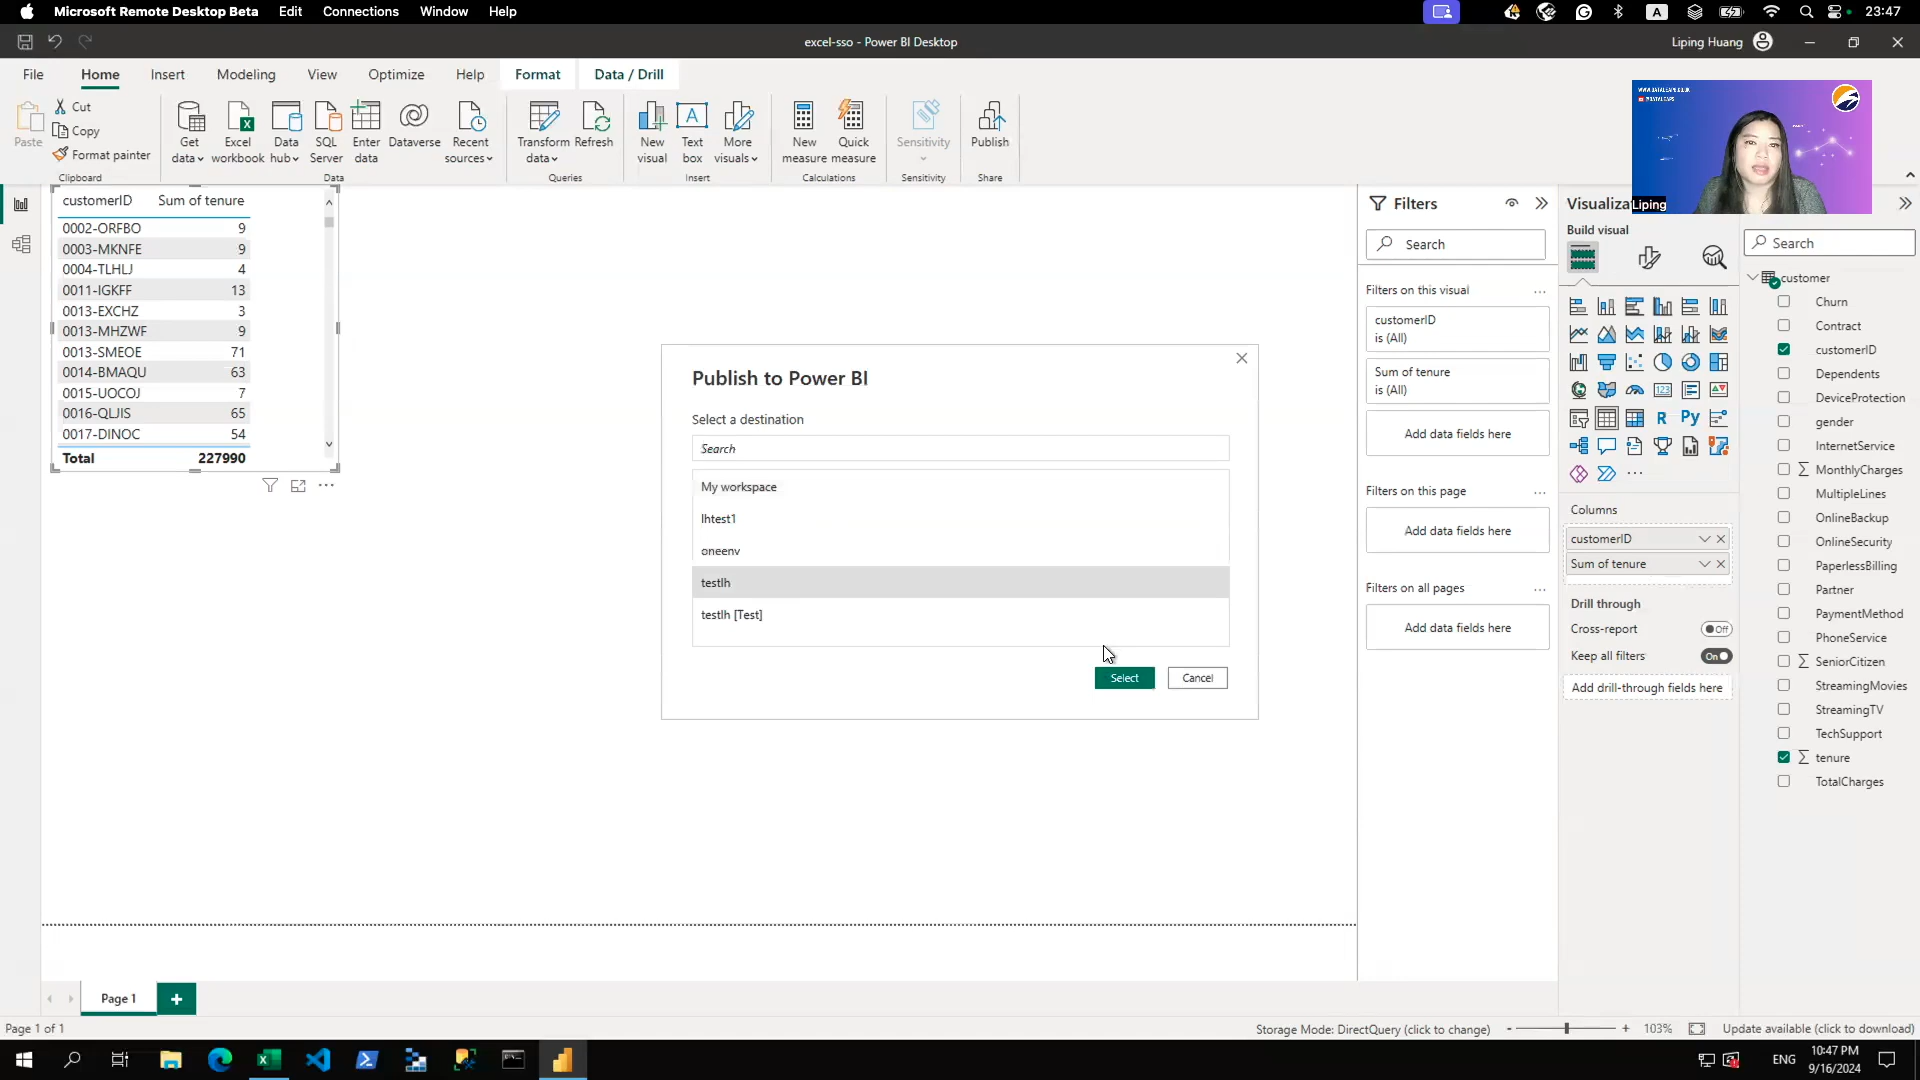 Microsoft Remote Desktop Beta Edit Connections Window Help
A
23:47
excel-sso - Power BI Desktop
Liping Huang
File Home Insert Modeling View Optimize Help Format Data / Drill
Paste
Cut
Copy
Format painter
Clipboard
Get data
Excel workbook
Data hub
SQL Server
Enter data
Dataverse
Recent sources
Data
Transform data
Refresh
Queries
New visual
Text box
More visuals
Insert
New measure
Quick measure
Calculations
Sensitivity
Sensitivity
Publish
Share
WWW.DATALEAPS.CO.UK
Liping
customerID Sum of tenure
0002-ORFBO 9
0003-MKNFE 9
0004-TLHLJ 4
0011-IGKFF 13
0013-EXCHZ 3
0013-MHZWF 9
0013-SMEOE 71
0014-BMAQU 63
0015-UOCOJ 7
0016-QLJIS 65
0017-DINOC 54
Total 227990
Publish to Power BI
Select a destination
Search
My workspace
lhtest1
oneenv
testlh
testlh [Test]
Select
Cancel
Filters
Search
Filters on this visual
customerID
is (All)
Sum of tenure
is (All)
Add data fields here
Filters on this page
Add data fields here
Filters on all pages
Add data fields here
Visualiza
Build visual
123
R
Py
Columns
customerID
Sum of tenure
Drill through
Cross-report
Off
Keep all filters
On
Add drill-through fields here
Search
customer
Churn
Contract
customerID
Dependents
DeviceProtection
gender
InternetService
MonthlyCharges
MultipleLines
OnlineBackup
OnlineSecurity
PaperlessBilling
Partner
PaymentMethod
PhoneService
SeniorCitizen
StreamingMovies
StreamingTV
TechSupport
tenure
TotalCharges
Page 1
Page 1 of 1
Storage Mode: DirectQuery (click to change)
- + 103%
Update available (click to download)
ENG
10:47 PM
9/16/2024